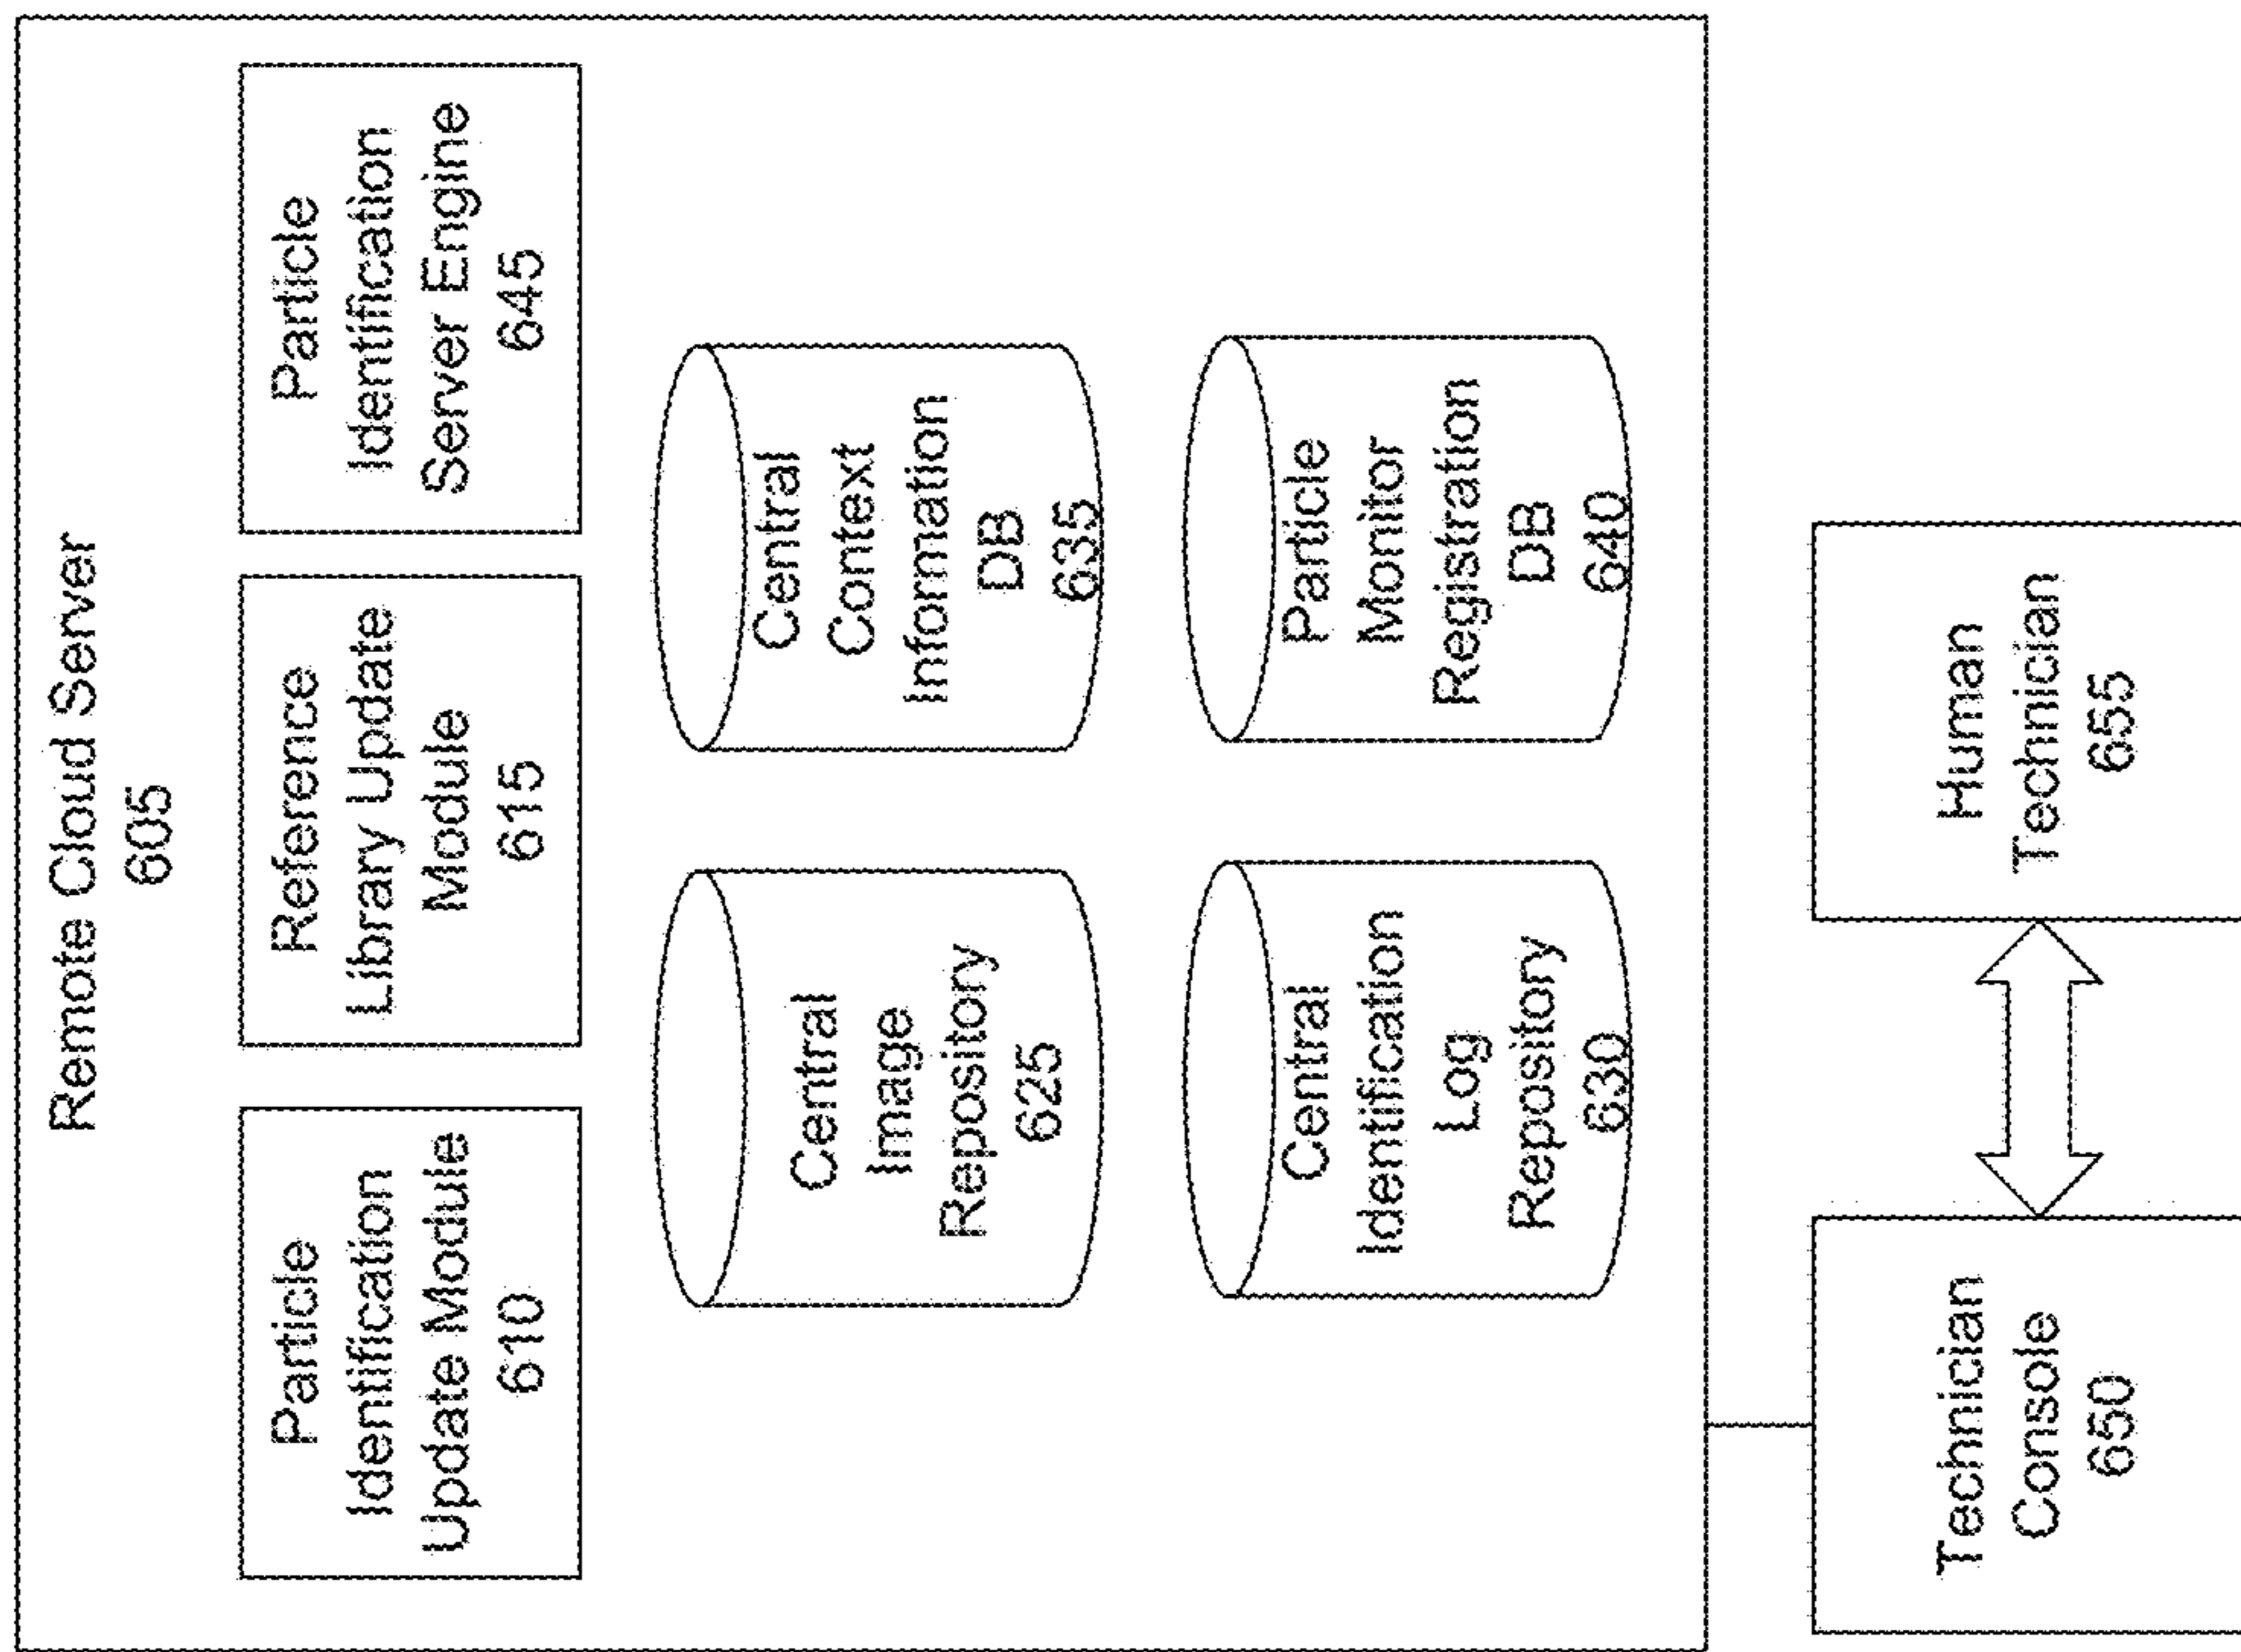 Remote Cloud Server
605
Particle
Identification
Update Module
610
Reference
Library Update
Module
615
Particle
Identification
Server Engine
645
Central
Image
Repository
625
Central
Context
Information
DB
635
Central
Identification
Log
Repository
630
Particle
Monitor
Registration
DB
640
Technician
Console
650
Human
Technician
655